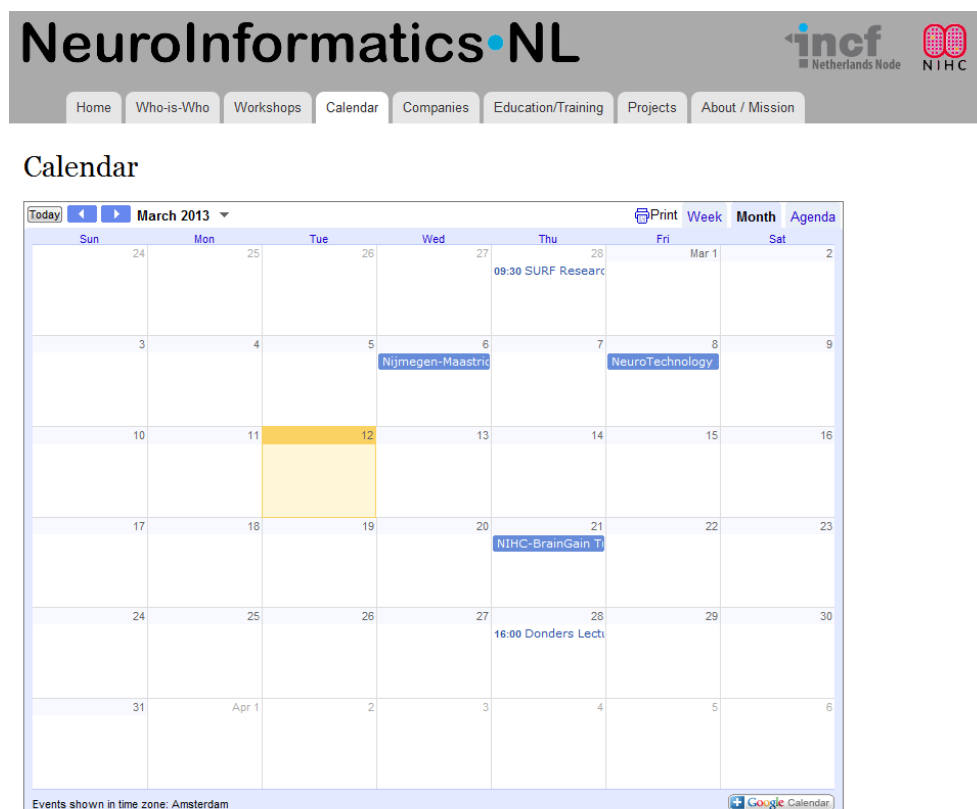 NeuroInformatics•NL
incf
Netherlands Node
NIHC
Home Who-is-Who Workshops Calendar Companies Education/Training Projects About / Mission
Calendar
Today March 2013 Print Week Month Agenda
Sun Mon Tue Wed Thu Fri Sat
24 25 26 27 28 Mar 1 2
09:30 SURF Researc
3 4 5 6 7 8 9
Nijmegen-Maastric NeuroTechnology
10 11 12 13 14 15 16
17 18 19 20 21 22 23
NIHC-BrainGain Ti
24 25 26 27 28 29 30
16:00 Donders Lectu
31 Apr 1 2 3 4 5 6
Events shown in time zone: Amsterdam Google Calendar